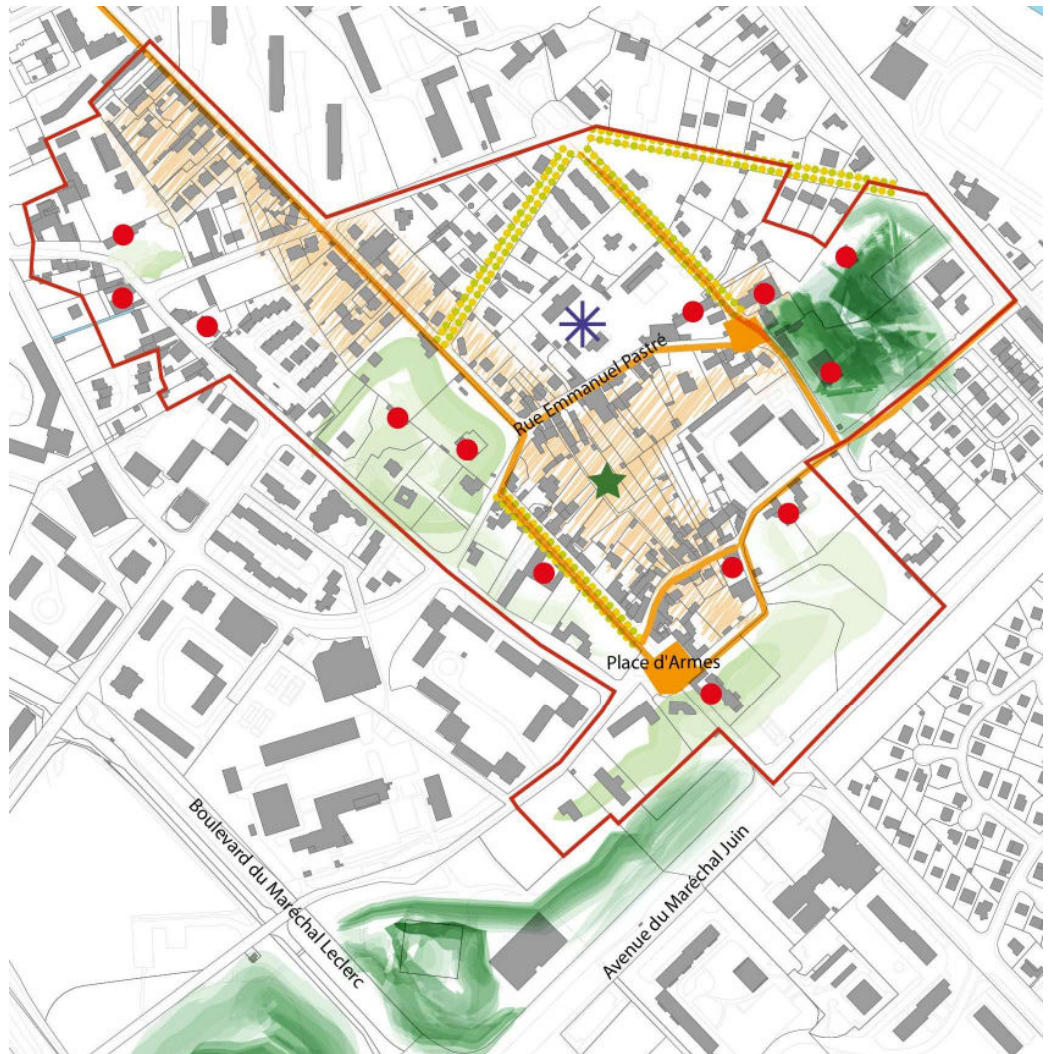 Rue Emmanuel Pastré
Place d'Armes
Boulevard du Maréchal Leclerc
Avenue du Maréchal Juin